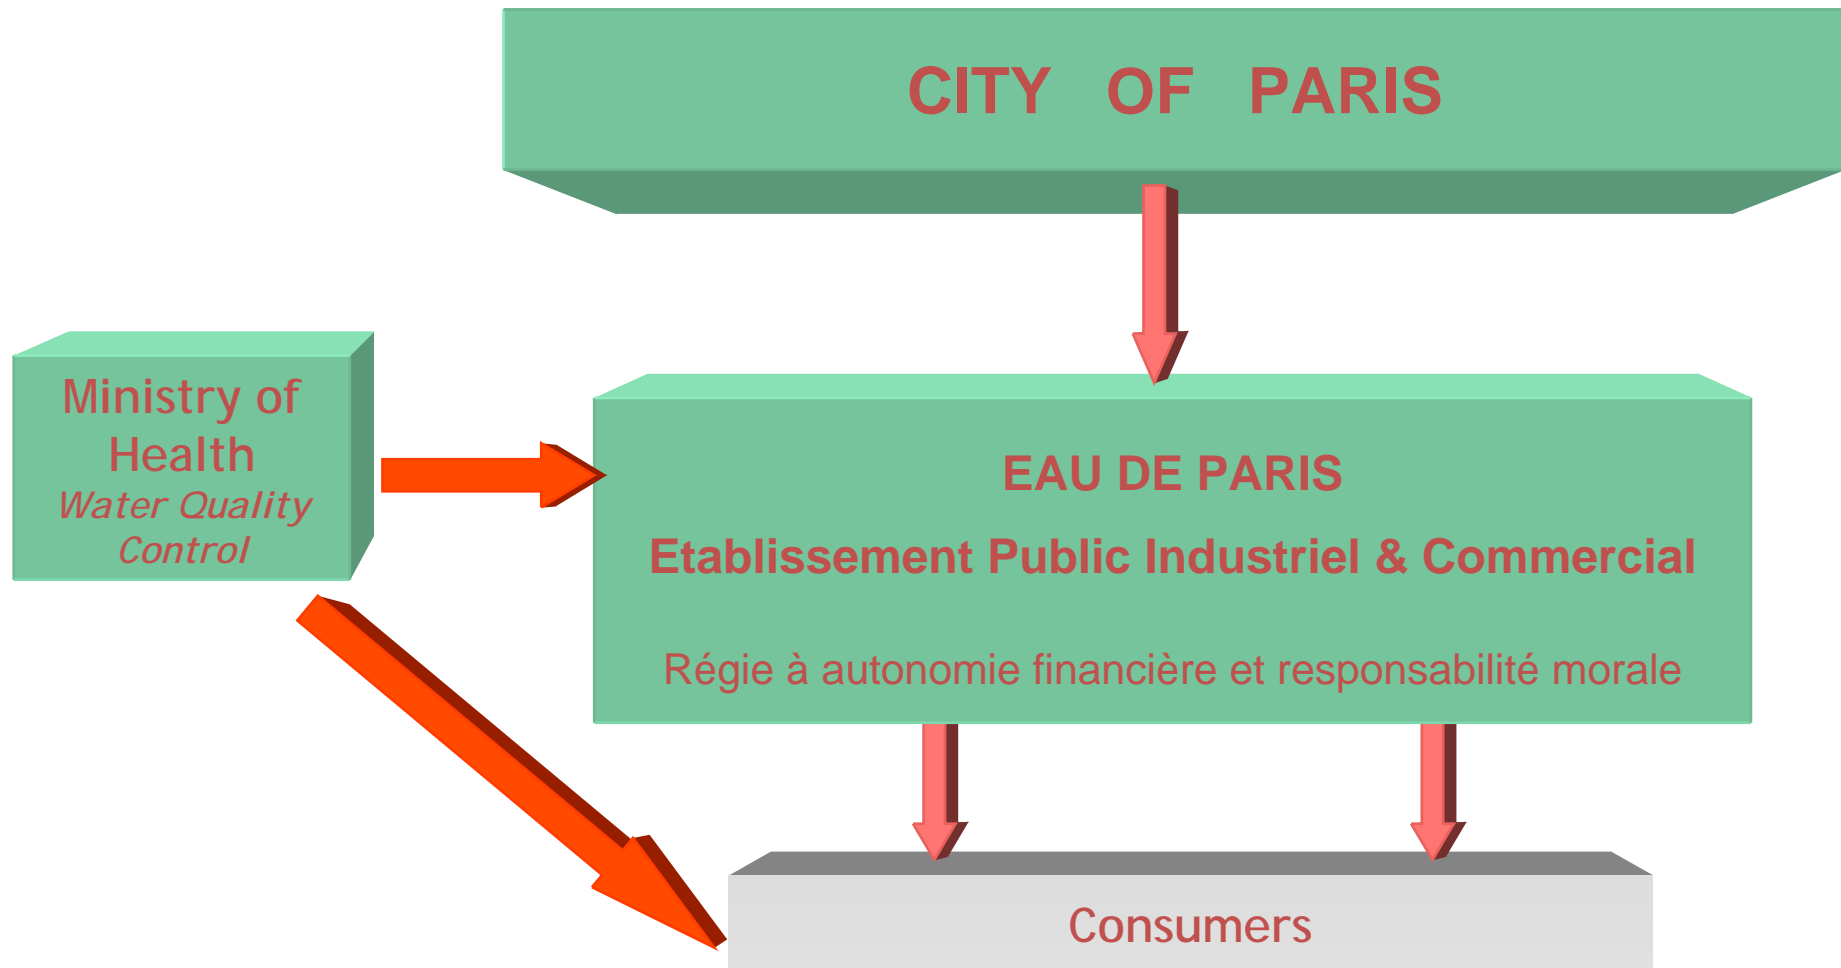 CITY OF PARIS
Ministry of
Health
Water Quality
Control
EAU DE PARIS
Etablissement Public Industriel & Commercial
Régie à autonomie financière et responsabilité morale
Consumers